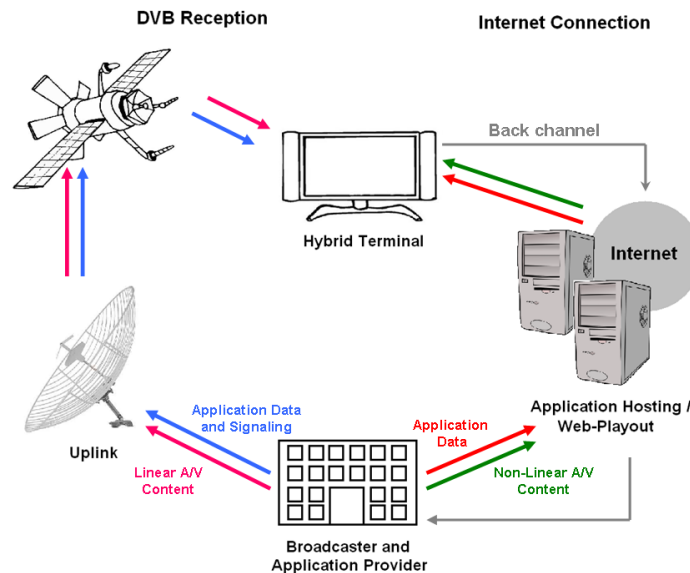 DVB Reception
Internet Connection
Back channel
Hybrid Terminal
Internet
Application Data
and Signaling
Application
Data
Application Hosting /
Web-Playout
Uplink
Linear A/V
Content
Non-Linear A/V
Content
Broadcaster and
Application Provider